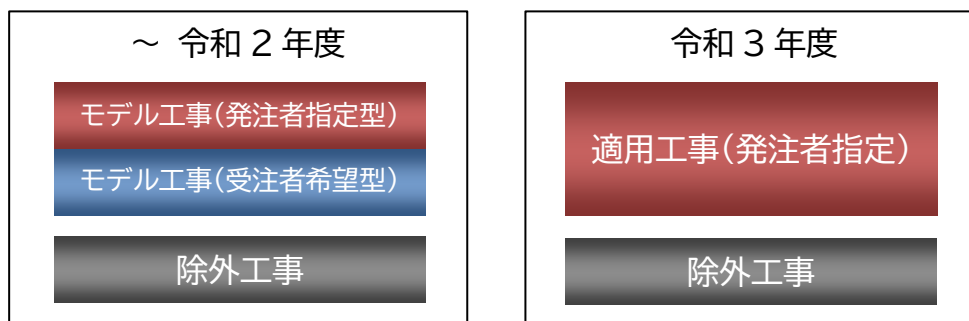 ～ 令和２年度
モデル工事(発注者指定型)
モデル工事(受注者希望型)
除外工事
令和３年度
適用工事(発注者指定)
除外工事